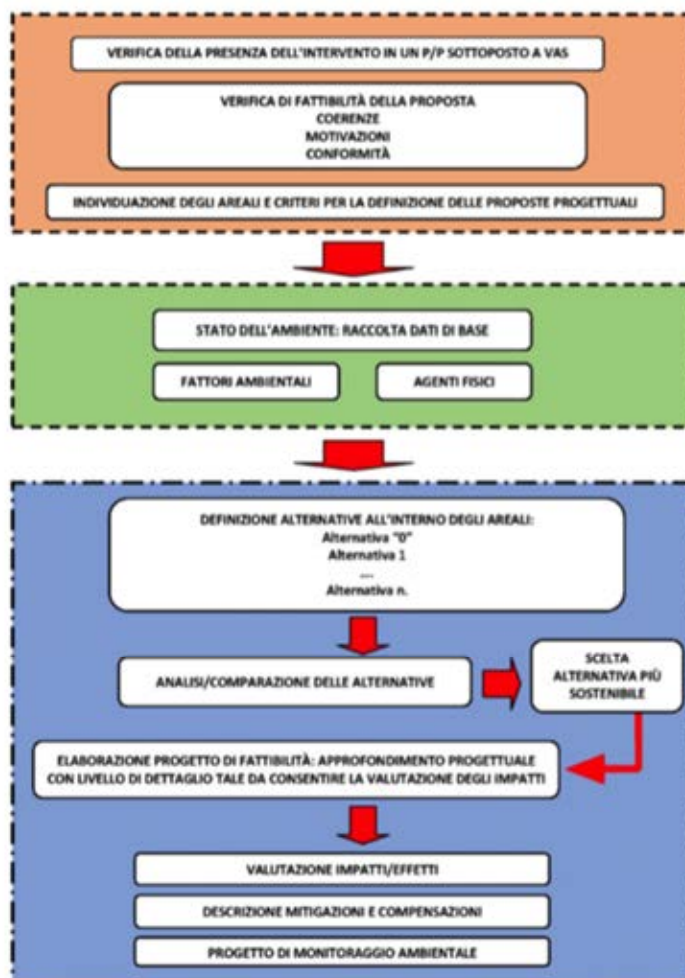 VERIFICA DELLA PRESENZA DELL'INTERVENTO IN UN P/P SOTTOPOSTO A VAS
VERIFICA DI FATTIBILITÀ DELLA PROPOSTA
COERENZE
MOTIVAZIONI
CONFORMITÀ
INDIVIDUAZIONE DEGLI AREALI E CRITERI PER LA DEFINIZIONE DELLE PROPOSTE PROGETTUALI
STATO DELL'AMBIENTE: RACCOLTA DATI DI BASE
FATTORI AMBIENTALI
AGENTI FISICI
DEFINIZIONE ALTERNATIVE ALL'INTERNO DEGLI AREALI:
Alternativa "0"
Alternativa 1
....
Alternativa n.
ANALISI/COMPARAZIONE DELLE ALTERNATIVE
SCELTA
ALTERNATIVA PIÙ
SOSTENIBILE
ELABORAZIONE PROGETTO DI FATTIBILITÀ: APPROFONDIMENTO PROGETTUALE
CON LIVELLO DI DETTAGLIO TALE DA CONSENTIRE LA VALUTAZIONE DEGLI IMPATTI
VALUTAZIONE IMPATTI/EFFETTI
DESCRIZIONE MITIGAZIONI E COMPENSAZIONI
PROGETTO DI MONITORAGGIO AMBIENTALE